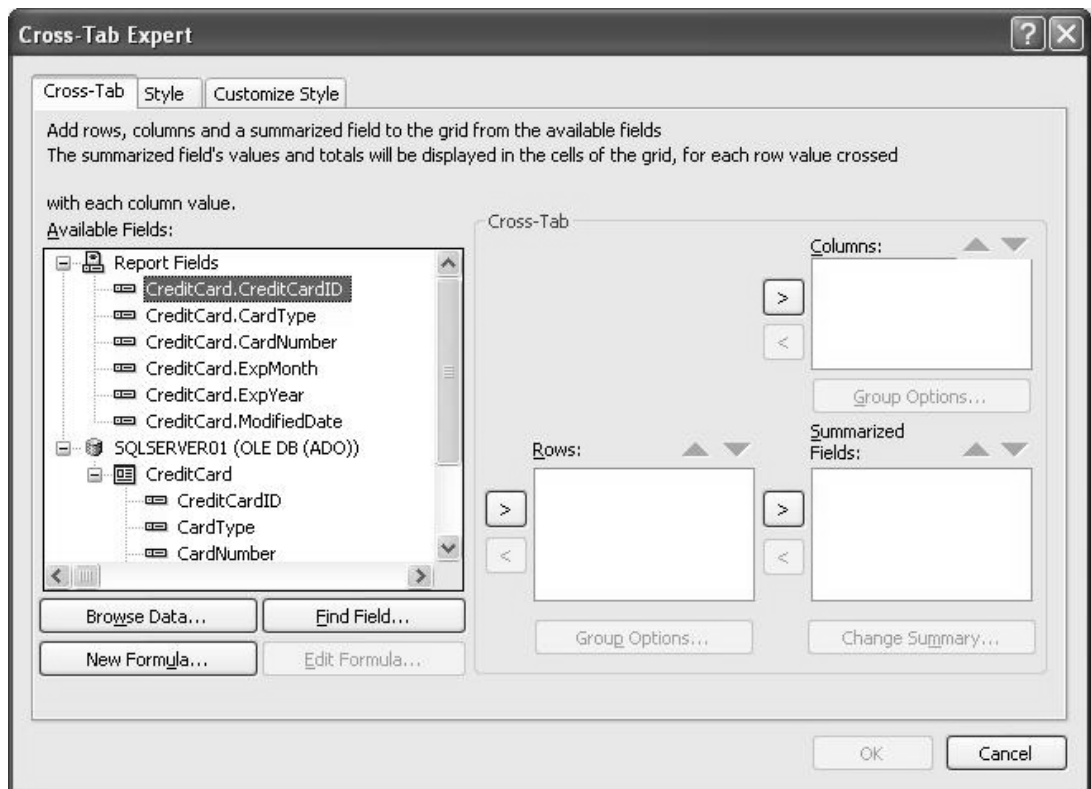 Cross-Tab Expert
Cross-Tab
Style
Customize Style
Add rows, columns and a summarized field to the grid from the available fields
The summarized field's values and totals will be displayed in the cells of the grid, for each row value crossed
with each column value.
Available Fields:
Report Fields
CreditCard.CreditCardID
CreditCard.CardType
CreditCard.CardNumber
CreditCard.ExpMonth
CreditCard.ExpYear
CreditCard.ModifiedDate
SQLSERVER01 (OLE DB (ADO))
CreditCard
CreditCardID
CardType
CardNumber
Browse Data...
Find Field...
New Formula...
Edit Formula...
Cross-Tab
Columns:
>
<
Group Options...
Rows:
>
<
Group Options...
Summarized
Fields:
>
<
Change Summary...
OK
Cancel